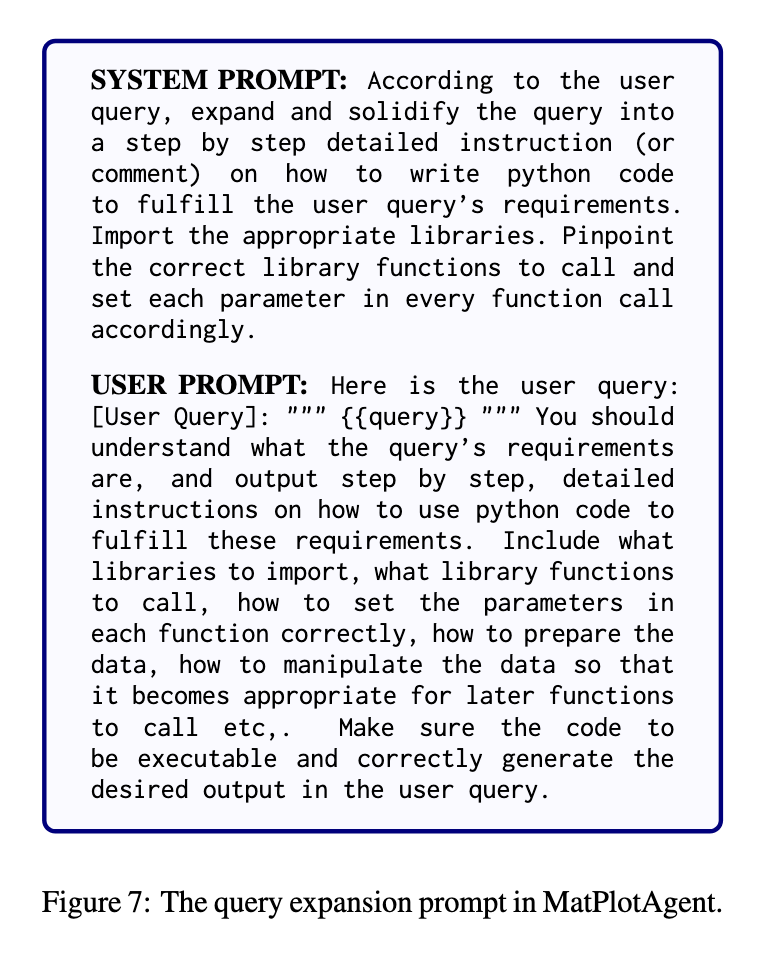 SYSTEM PROMPT: According to the user
query, expand and solidify the query into
a step by step detailed instruction (or
comment) on how to write python code
to fulfill the user query’s requirements.
Import the appropriate libraries. Pinpoint
the correct library functions to call and
set each parameter in every function call
accordingly.
USER PROMPT: Here is the user query:
[User Query]: """ {{query}} """ You should
understand what the query’s requirements
are, and output step by step, detailed
instructions on how to use python code to
fulfill these requirements. Include what
libraries to import, what library functions
to call, how to set the parameters in
each function correctly, how to prepare the
data, how to manipulate the data so that
it becomes appropriate for later functions
to call etc,. Make sure the code to
be executable and correctly generate the
desired output in the user query.
Figure 7: The query expansion prompt in MatPlotAgent.